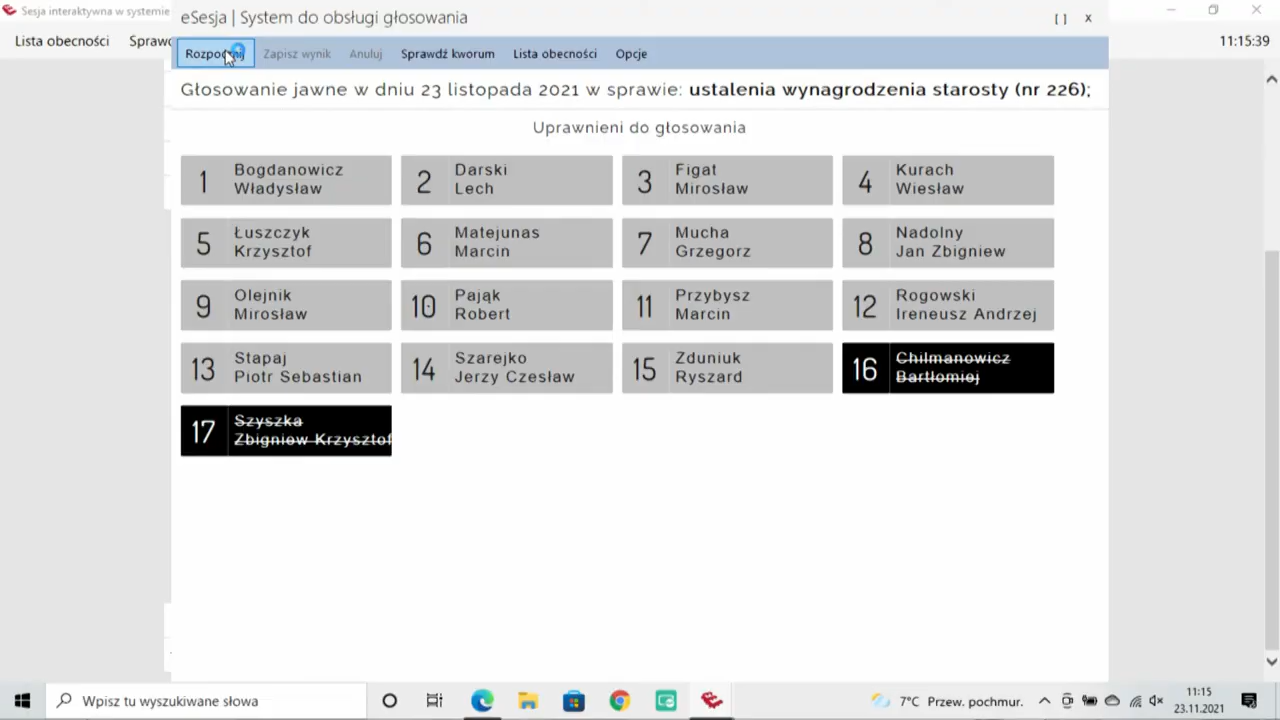 Sesja interaktywna w systemie
eSesja | System do obsługi głosowania
[ ] x
Lista obecności
11:15:39
Zapisz wynik Anuluj Sprawdź kworum Lista obecności Opcje
Głosowanie jawne w dniu 23 listopada 2021 w sprawie: ustalenia wynagrodzenia starosty (nr 226);
Uprawnieni do głosowania
1 Bogdanowicz
Władysław
2 Darski
Lech
3 Figat
Mirosław
4 Kurach
Wiesław
5 Łuszczyk
Krzysztof
6 Matejunas
Marcin
7 Mucha
Grzegorz
8 Nadolny
Jan Zbigniew
9 Olejnik
Mirosław
10 Pająk
Robert
11 Przybysz
Marcin
12 Rogowski
Ireneusz Andrzej
13 Stapaj
Piotr Sebastian
14 Szarejko
Jerzy Czesław
15 Zduniuk
Ryszard
16 Chilmanowicz
Bartłomiej
17 Szyszka
Zbigniew Krzysztof
Wpisz tu wyszukiwane słowa
7°C Przew. pochmur.
11:15
23.11.2021